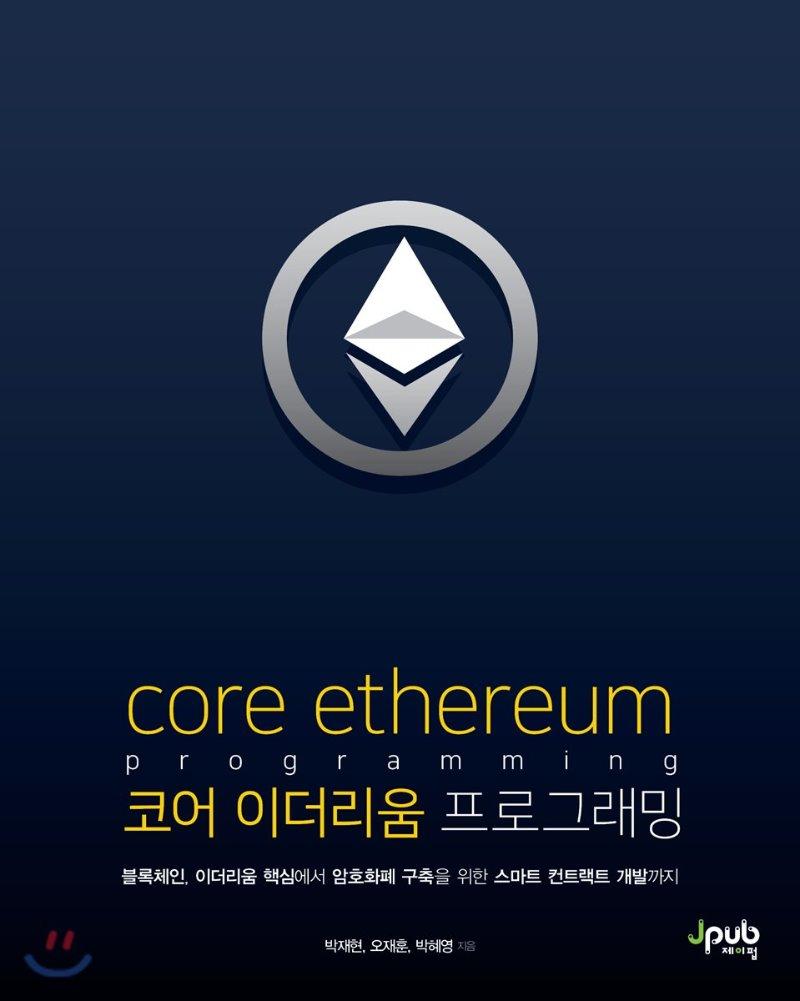 core ethereum
programming
코어 이더리움 프로그래밍
블록체인, 이더리움 핵심에서 암호화폐 구축을 위한 스마트 컨트랙트 개발까지
박재현, 오재훈, 박혜영 지음
Jpub
제이펍